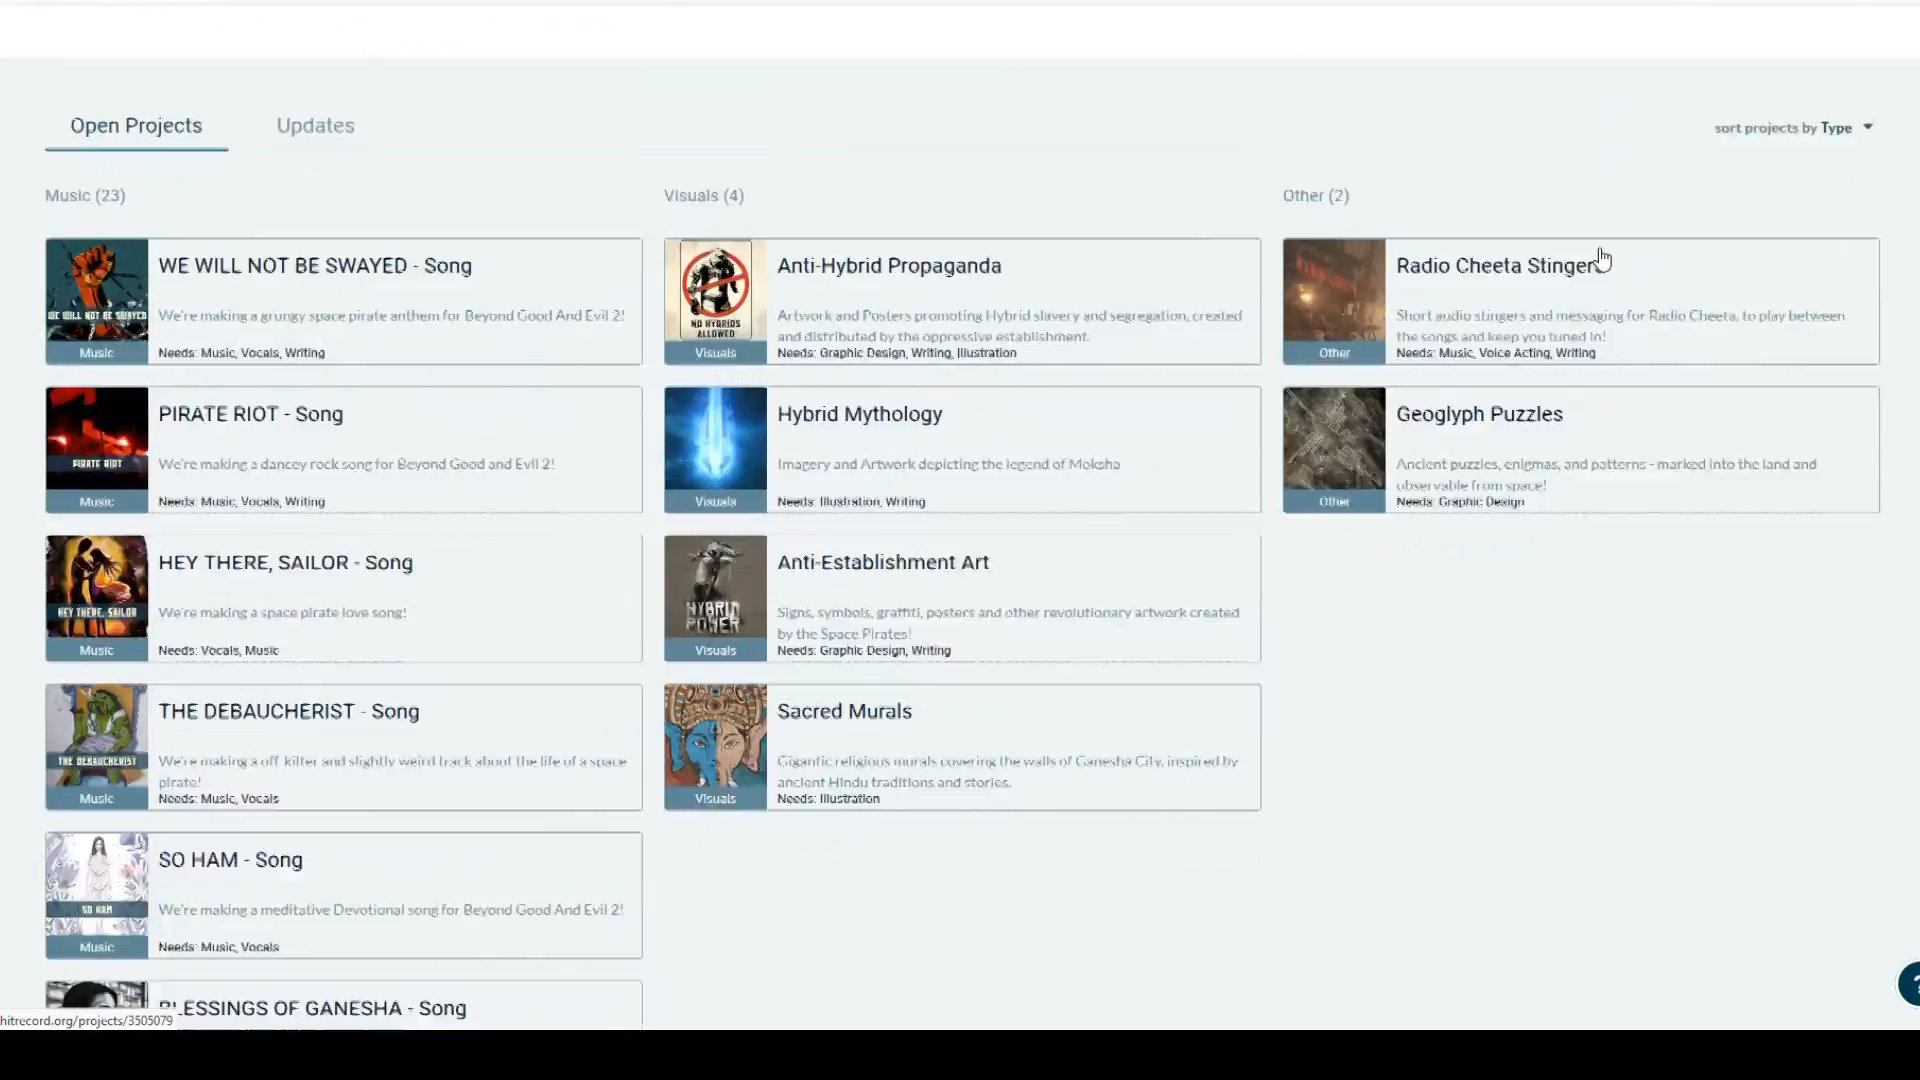 Open Projects
Updates
sort projects by Type
Music (23)
WE WILL NOT BE SWAYED
Music
WE WILL NOT BE SWAYED - Song
We're making a grungy space pirate anthem for Beyond Good And Evil 2!
Needs: Music, Vocals, Writing
PIRATE RIOT
Music
PIRATE RIOT - Song
We're making a dancey rock song for Beyond Good and Evil 2!
Needs: Music, Vocals, Writing
HEY THERE, SAILOR
Music
HEY THERE, SAILOR - Song
We're making a space pirate love song!
Needs: Vocals, Music
THE DEBAUCHERIST
Music
THE DEBAUCHERIST - Song
We're making a off kilter and slightly weird track about the life of a space
pirate!
Needs: Music, Vocals
SO HAM
Music
SO HAM - Song
We're making a meditative Devotional song for Beyond Good And Evil 2!
Needs: Music, Vocals
BLESSINGS OF GANESHA - Song
Visuals (4)
NO HYBRIDS
ALLOWED
Visuals
Anti-Hybrid Propaganda
Artwork and Posters promoting Hybrid slavery and segregation, created
and distributed by the oppressive establishment.
Needs: Graphic Design, Writing, Illustration
Visuals
Hybrid Mythology
Imagery and Artwork depicting the legend of Moksha
Needs: Illustration, Writing
HYBRID
POWER
Visuals
Anti-Establishment Art
Signs, symbols, graffiti, posters and other revolutionary artwork created
by the Space Pirates!
Needs: Graphic Design, Writing
Visuals
Sacred Murals
Gigantic religious murals covering the walls of Ganesha City, inspired by
ancient Hindu traditions and stories.
Needs: Illustration
Other (2)
Other
Radio Cheeta Stingers
Short audio stingers and messaging for Radio Cheeta, to play between
the songs and keep you tuned in!
Needs: Music, Voice Acting, Writing
Other
Geoglyph Puzzles
Ancient puzzles, enigmas, and patterns - marked into the land and
observable from space!
Needs: Graphic Design
?
hitrecord.org/projects/3505079